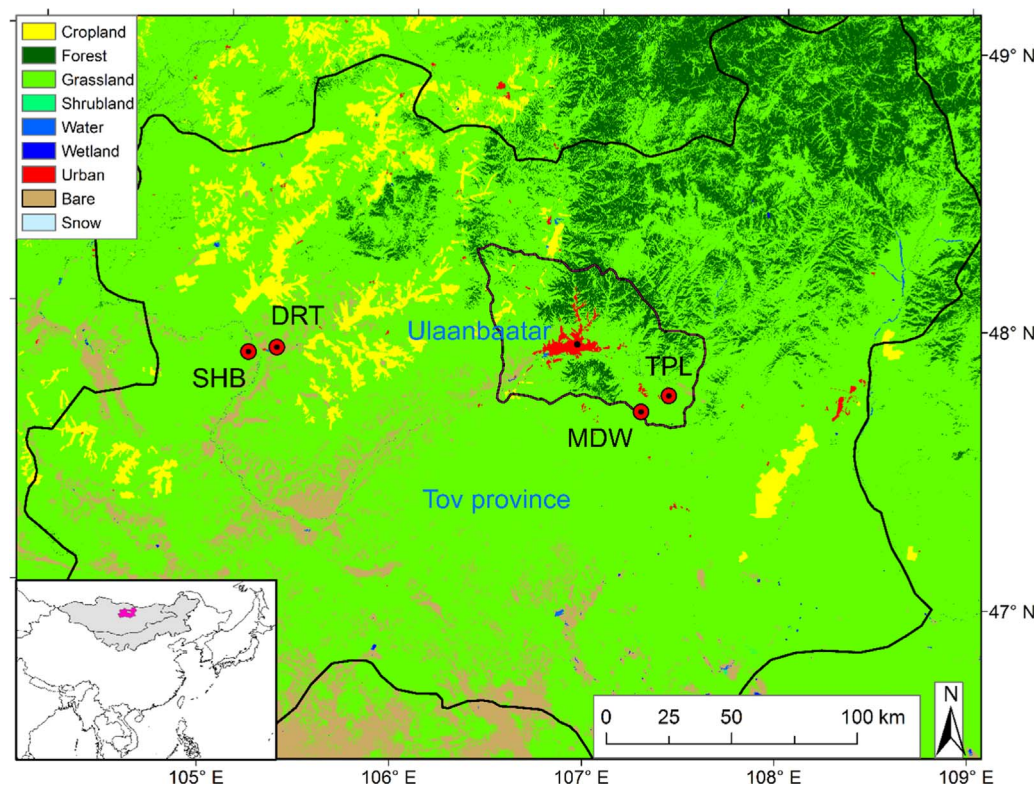 Cropland
Forest
Grassland
Shrubland
Water
Wetland
Urban
Bare
Snow
49° N
DRT
Ulaanbaatar
48° N
SHB
TPL
MDW
Tov province
47° N
N
0 25 50 100 km
105° E 106° E 107° E 108° E 109° E